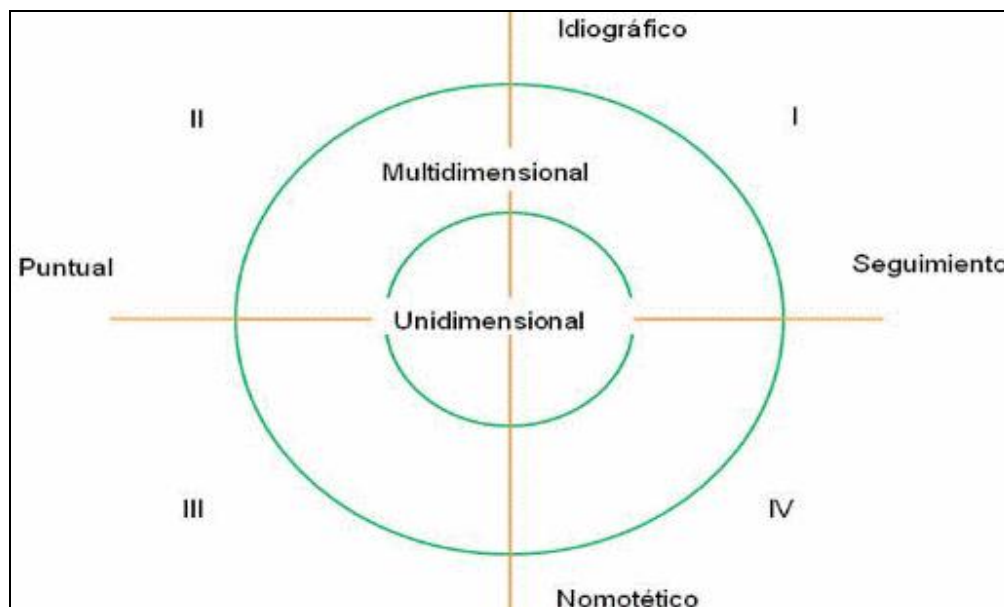 Idiográfico
II
I
Multidimensional
Puntual
Seguimiento
Unidimensional
III
IV
Nomotético